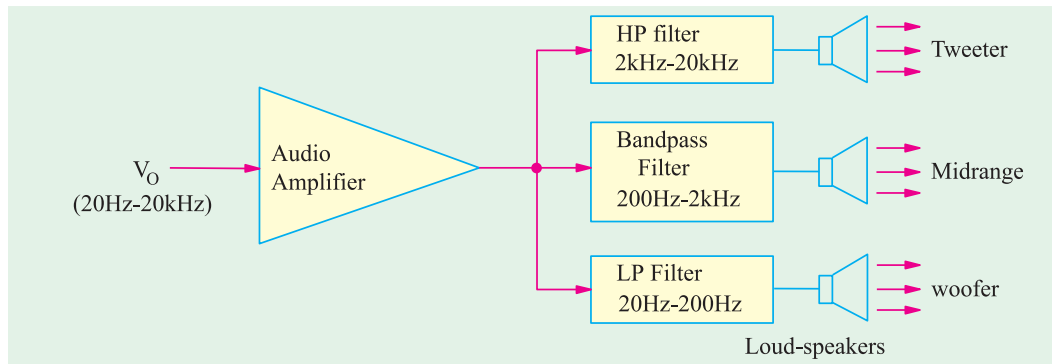 V_O
(20Hz-20kHz)
Audio
Amplifier
HP filter
2kHz-20kHz
Tweeter
Bandpass
Filter
200Hz-2kHz
Midrange
LP Filter
20Hz-200Hz
woofer
Loud-speakers